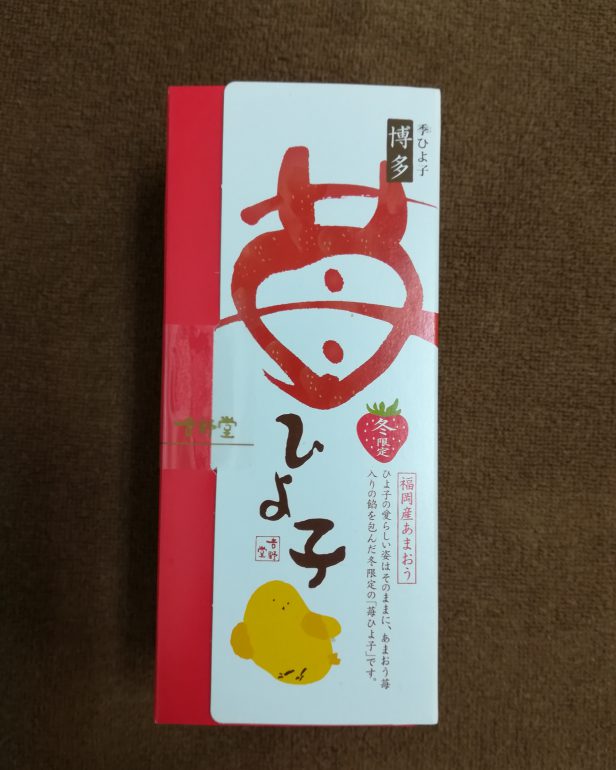 季ひよ子
博多
苺
ひよ子
吉野堂
冬限定
福岡産あまおう
ひよ子の愛らしい姿はそのままに、あまおう苺
入りの餡を包んだ冬限定の「苺ひよ子」です。
吉野堂